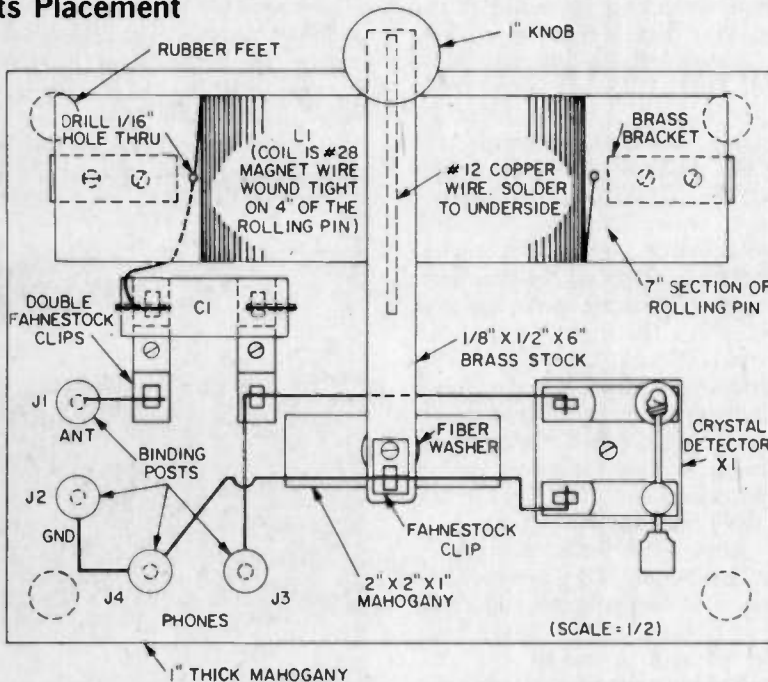 ts Placement
RUBBER FEET
1" KNOB
DRILL 1/16"
HOLE THRU
L1
(COIL IS #28
MAGNET WIRE
WOUND TIGHT
ON 4" OF THE
ROLLING PIN)
#12 COPPER
WIRE. SOLDER
TO UNDERSIDE
BRASS
BRACKET
7" SECTION OF
ROLLING PIN
DOUBLE
FAHNESTOCK
CLIPS
C1
1/8" X 1/2" X 6"
BRASS STOCK
J1
ANT
BINDING
POSTS
FIBER
WASHER
CRYSTAL
DETECTOR
X1
J2
GND
FAHNESTOCK
CLIP
J4
J3
PHONES
2" X 2" X 1"
MAHOGANY
(SCALE = 1/2)
1" THICK MAHOGANY